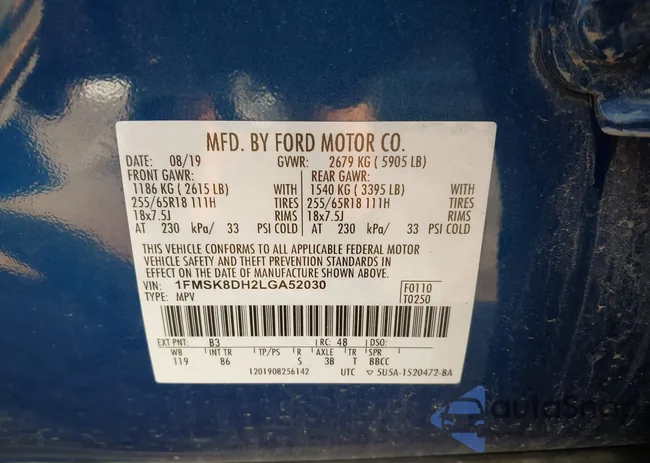 MFD. BY FORD MOTOR CO.
DATE: 08/19 GVWR: 2679 KG ( 5905 LB)
FRONT GAWR: REAR GAWR:
1186 KG ( 2615 LB) WITH 1540 KG ( 3395 LB) WITH
255/65R18 111H TIRES 255/65R18 111H TIRES
18x7.5J RIMS 18x7.5J RIMS
AT 230 kPa/ 33 PSI COLD AT 230 kPa/ 33 PSI COLD
THIS VEHICLE CONFORMS TO ALL APPLICABLE FEDERAL MOTOR
VEHICLE SAFETY AND THEFT PREVENTION STANDARDS IN
EFFECT ON THE DATE OF MANUFACTURE SHOWN ABOVE.
VIN: 1FMSK8DH2LGA52030 F0110
TYPE: MPV T0250
EXT PNT: B3 RC: 48 DSO:
WB INT TR TP/PS R AXLE TR SPR
119 86 S 3B T BBCC
1201908256142 UTC 5U5A-1520472-BA
autoSnap